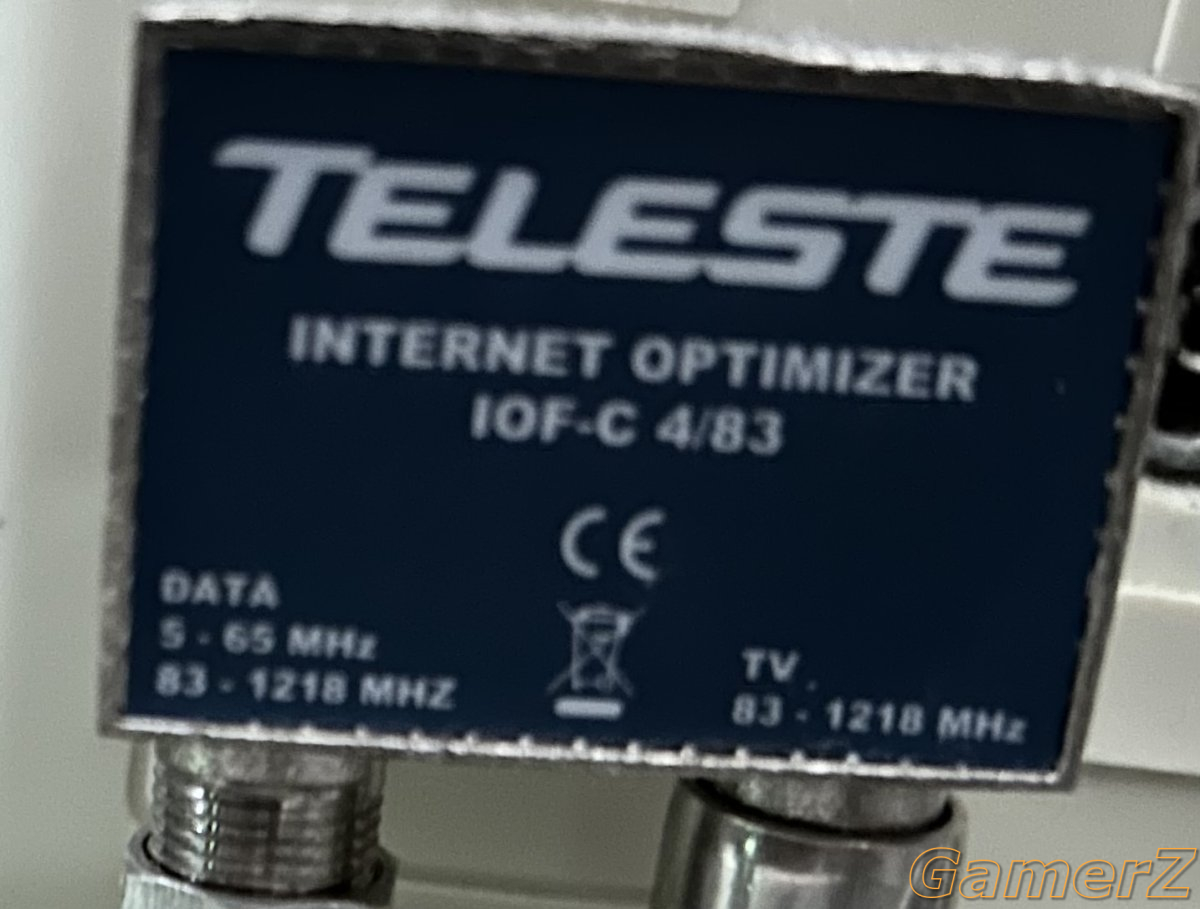 TELESTE
INTERNET OPTIMIZER
IOF-C 4/83
CE
DATA
5 - 65 MHz
83 - 1218 MHZ
TV
83 - 1218 MHz
GamerZ